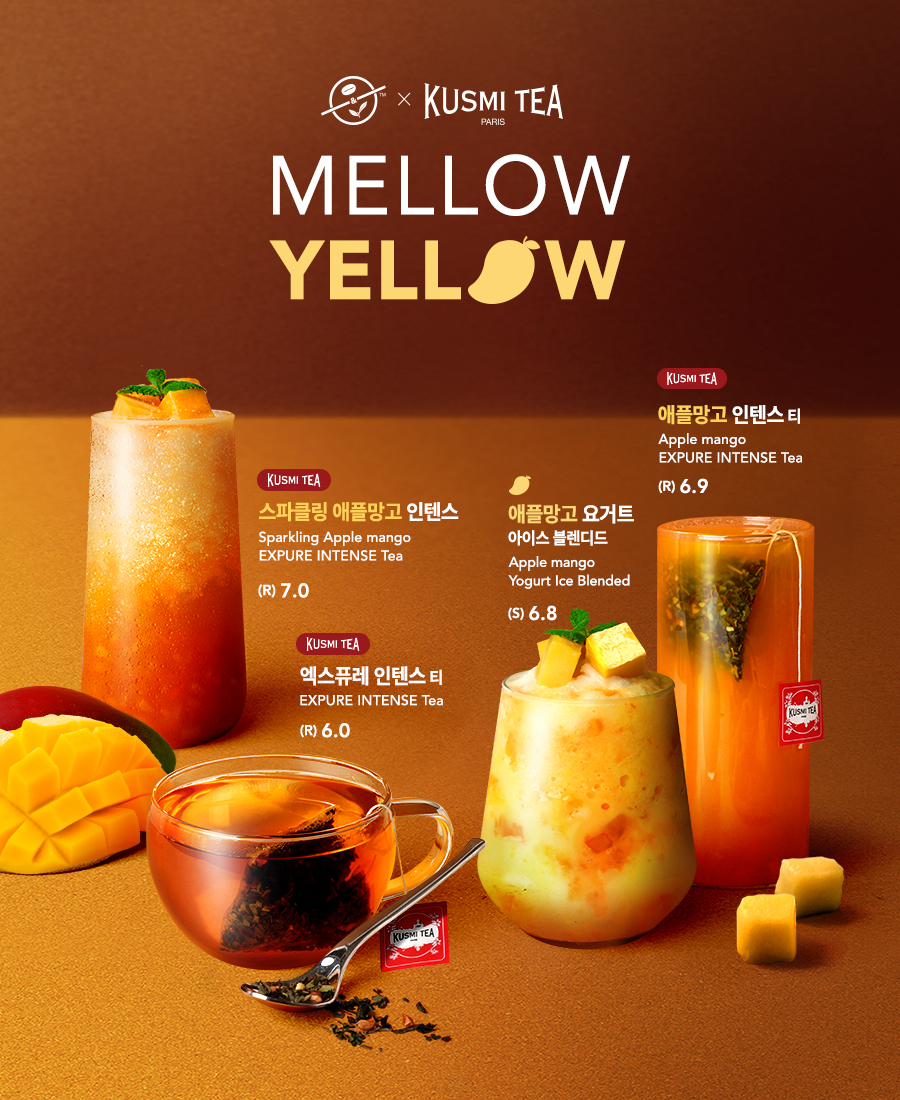 & ™ × KUSMI TEA
PARIS
MELLOW
YELLOW
KUSMI TEA
스파클링 애플망고 인텐스
Sparkling Apple mango
EXPURE INTENSE Tea
(R) 7.0
KUSMI TEA
엑스퓨레 인텐스 티
EXPURE INTENSE Tea
(R) 6.0
애플망고 요거트
아이스 블렌디드
Apple mango
Yogurt Ice Blended
(S) 6.8
KUSMI TEA
애플망고 인텐스 티
Apple mango
EXPURE INTENSE Tea
(R) 6.9
KUSMI TEA
KUSMI TEA